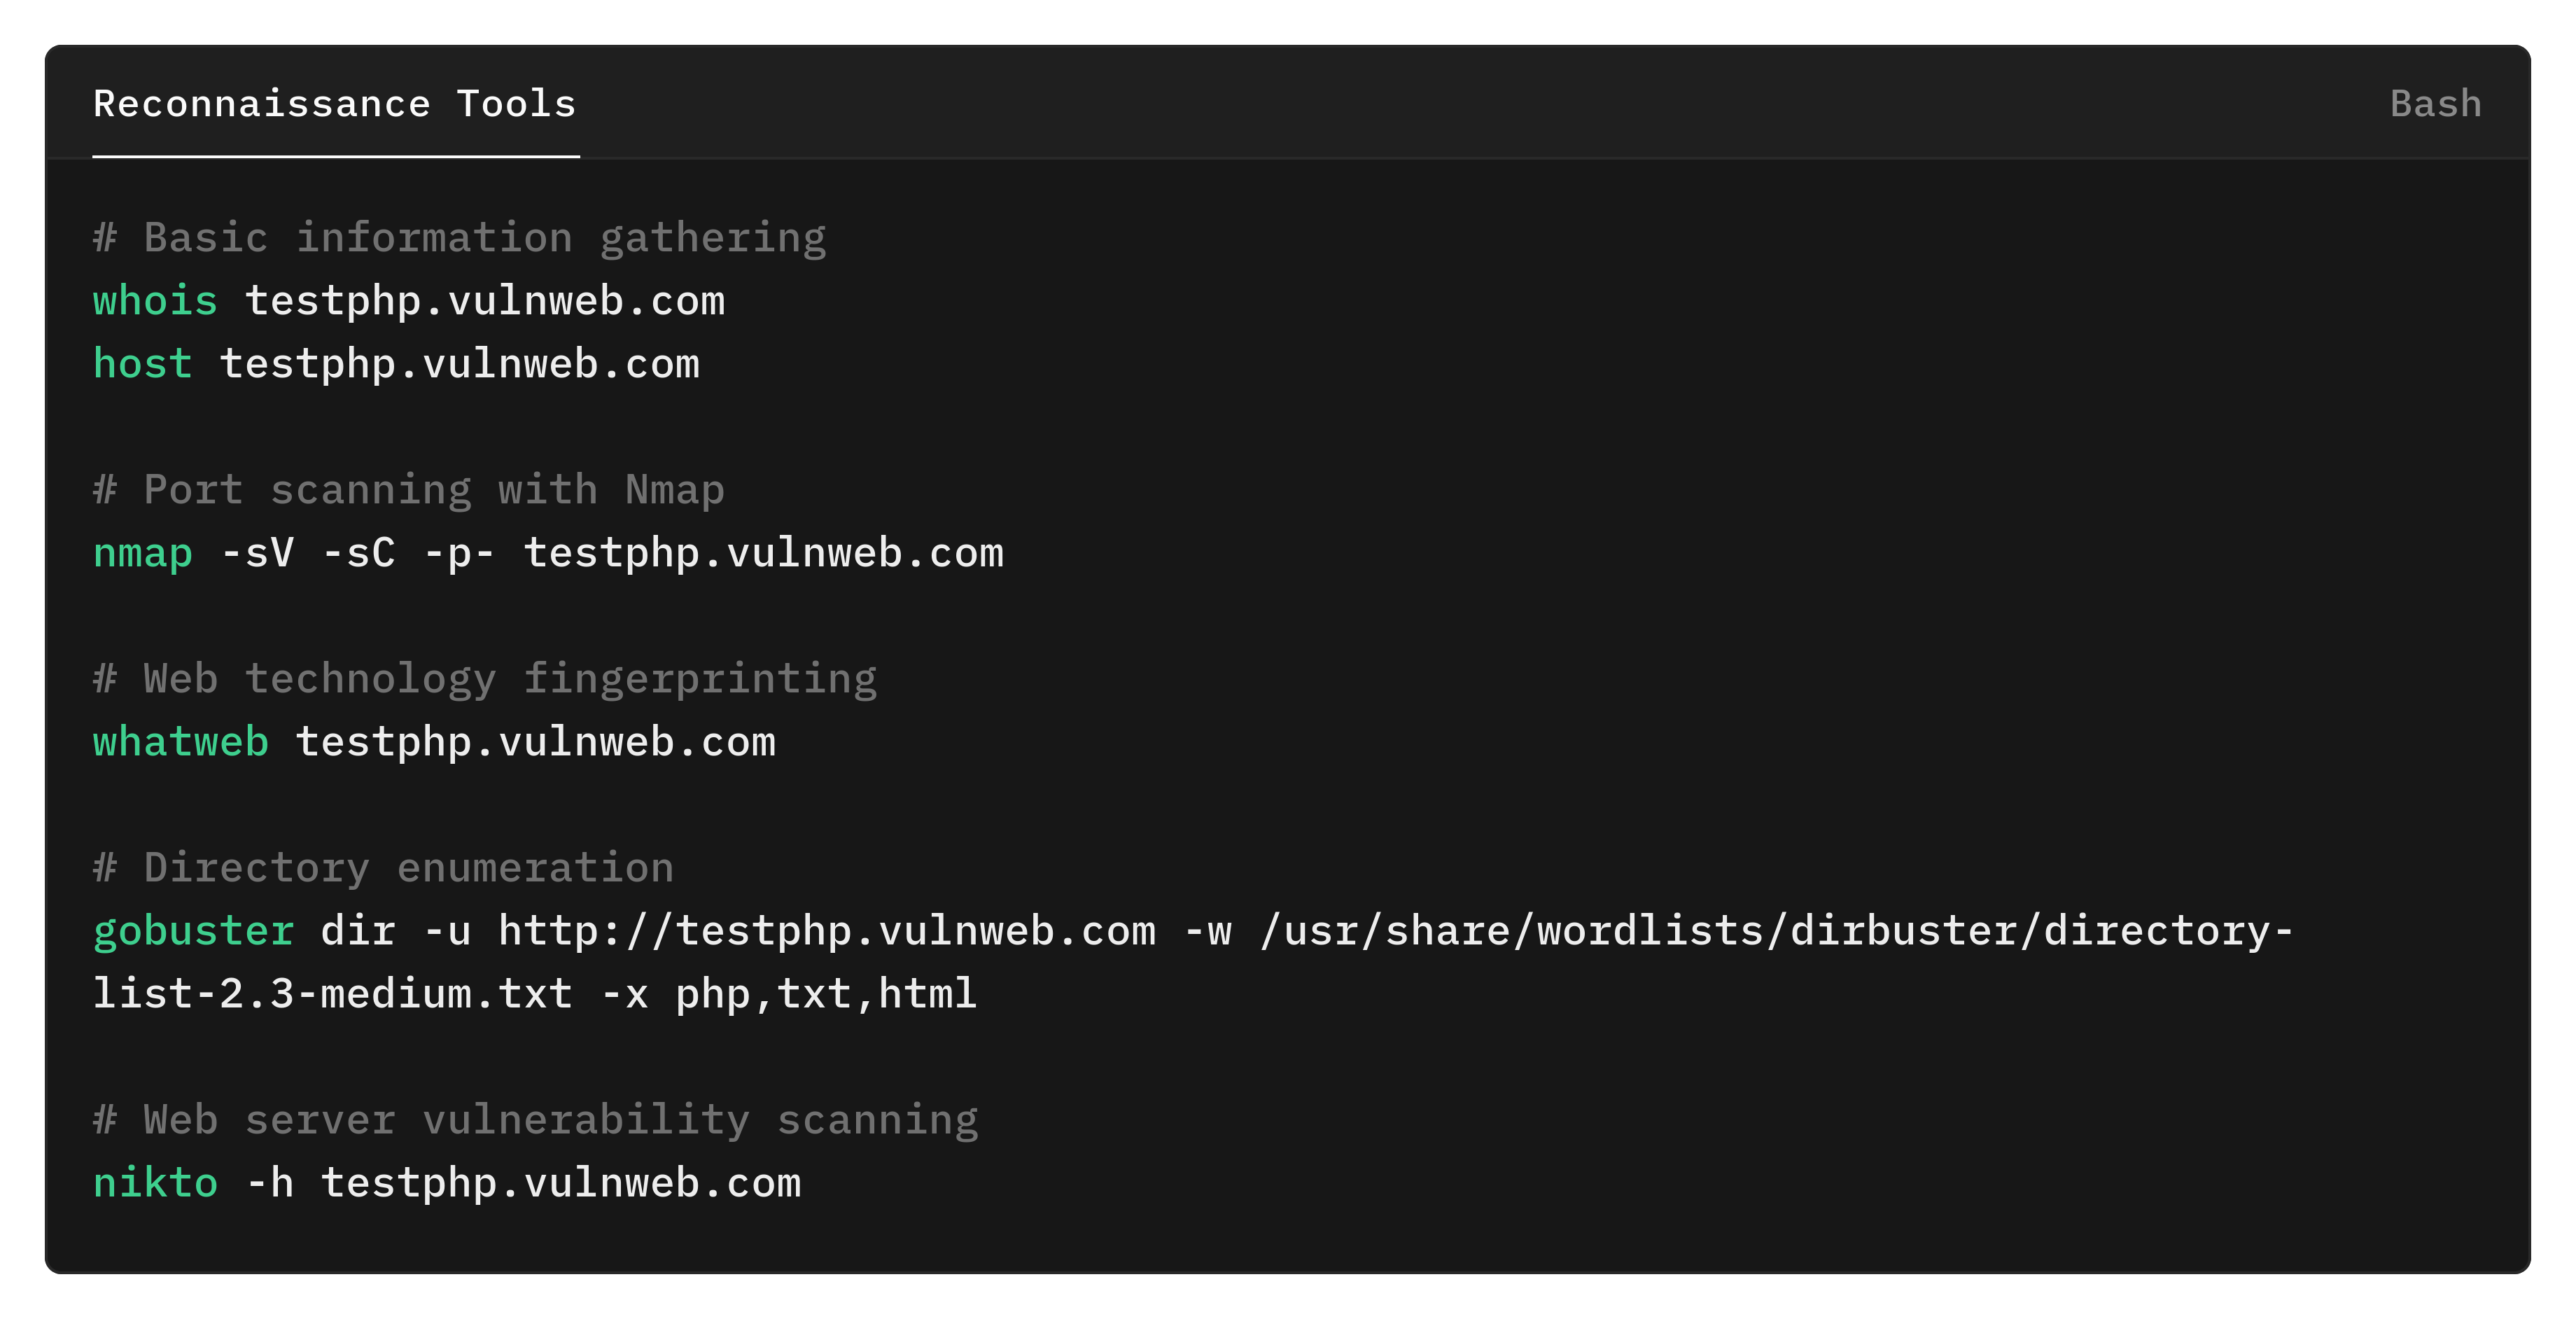 Reconnaissance Tools
Bash
# Basic information gathering
whois testphp.vulnweb.com
host testphp.vulnweb.com
# Port scanning with Nmap
nmap -sV -sC -p- testphp.vulnweb.com
# Web technology fingerprinting
whatweb testphp.vulnweb.com
# Directory enumeration
gobuster dir -u http://testphp.vulnweb.com -w /usr/share/wordlists/dirbuster/directory-
list-2.3-medium.txt -x php,txt,html
# Web server vulnerability scanning
nikto -h testphp.vulnweb.com